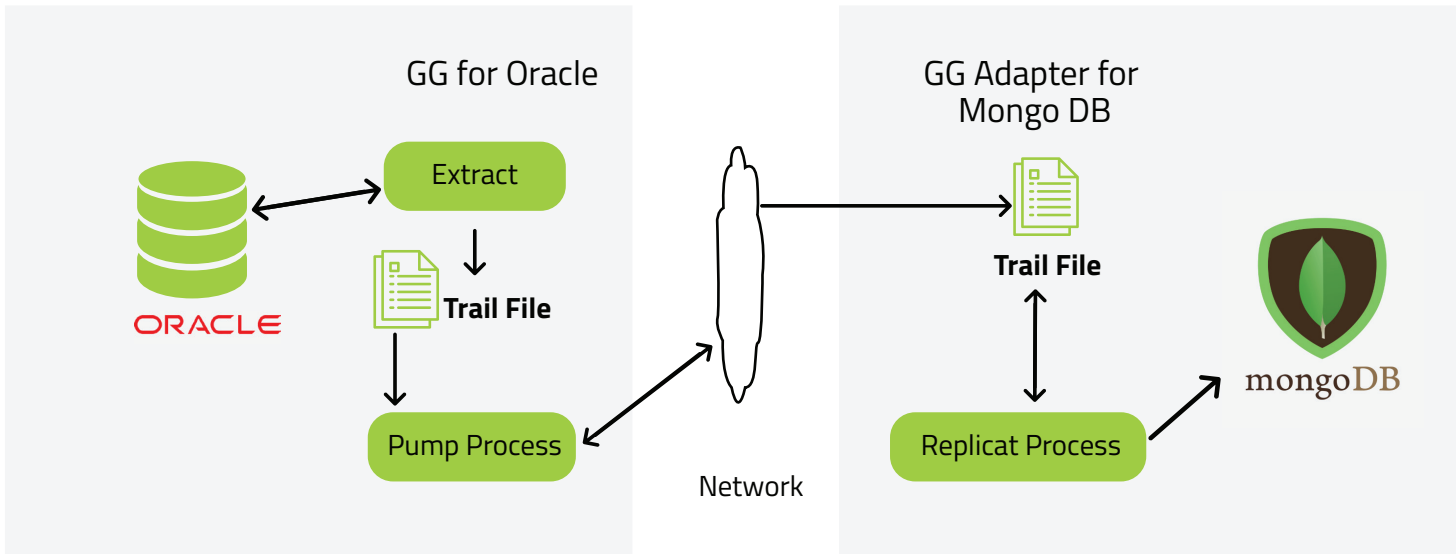 GG for Oracle
Extract
Trail File
ORACLE
Pump Process
Network
GG Adapter for
Mongo DB
Trail File
Replicat Process
mongoDB